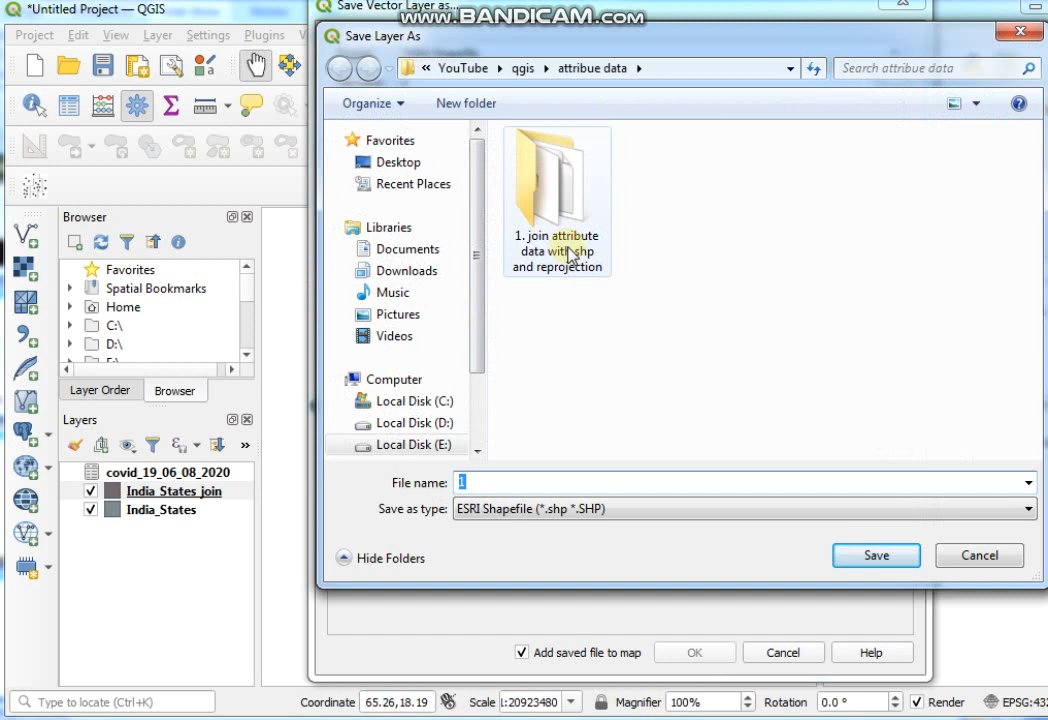 *Untitled Project — QGIS
Project Edit View Layer Settings Plugins
Save Vector Layer as...
www.BANDICAM.com
Save Layer As
« YouTube qgis attribue data
Search attribue data
Organize New folder
Favorites
Desktop
Recent Places
Libraries
Documents
Downloads
Music
Pictures
Videos
Computer
Local Disk (C:)
Local Disk (D:)
Local Disk (E:)
1. join attribute
data with shp
and reprojection
File name: 1
Save as type: ESRI Shapefile (*.shp *.SHP)
Hide Folders
Save Cancel
Browser
Favorites
Spatial Bookmarks
Home
C:\
D:\
Layer Order Browser
Layers
covid_19_06_08_2020
India_States join
India_States
Add saved file to map OK Cancel Help
Type to locate (Ctrl+K) Coordinate 65.26,18.19 Scale 1:20923480 Magnifier 100% Rotation 0.0 ° Render